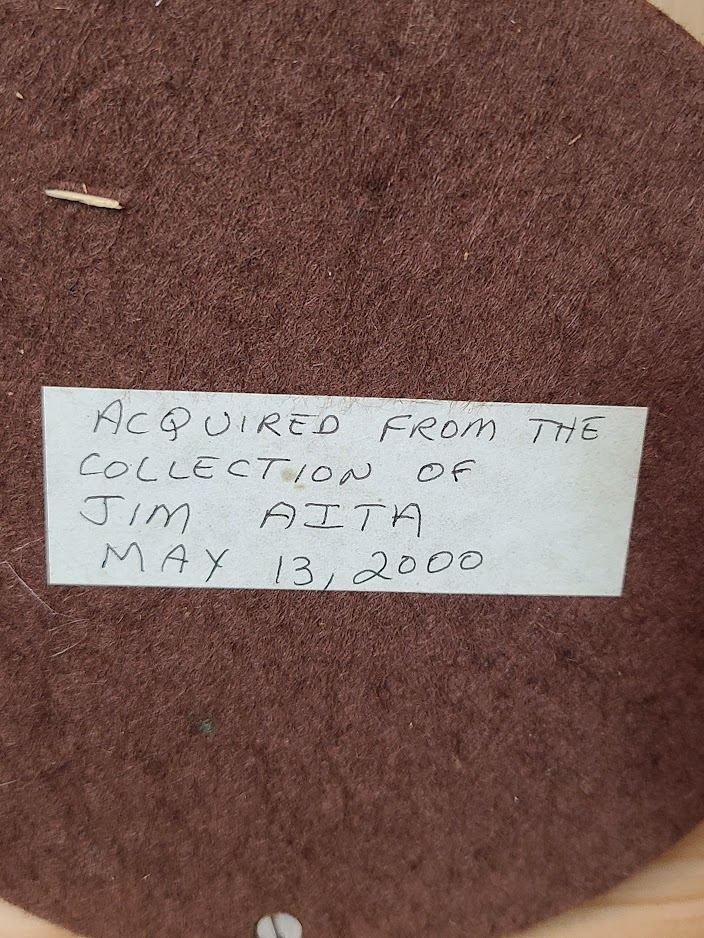 ACQUIRED FROM THE
COLLECTION OF
JIM AITA
MAY 13, 2000